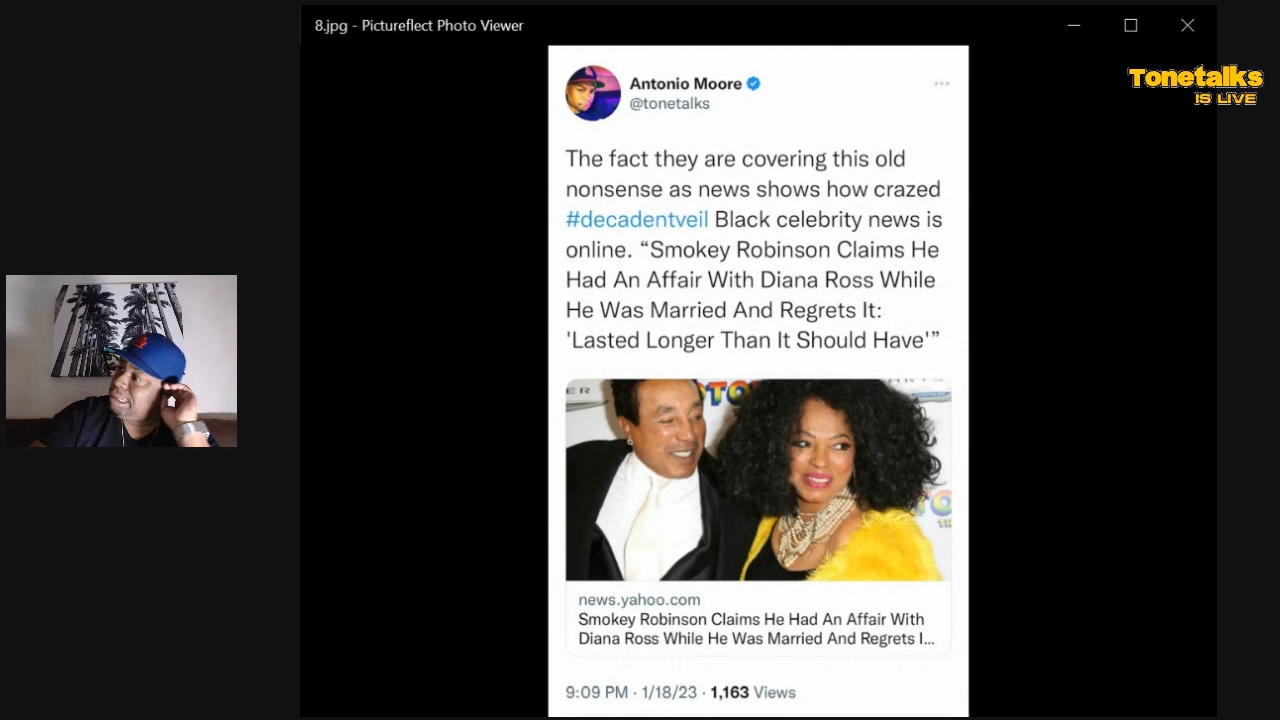 8.jpg - Pictureflect Photo Viewer
Tonetalks
IS LIVE
Antonio Moore
@tonetalks
The fact they are covering this old
nonsense as news shows how crazed
#decadentveil Black celebrity news is
online. “Smokey Robinson Claims He
Had An Affair With Diana Ross While
He Was Married And Regrets It:
'Lasted Longer Than It Should Have'”
ER
TO
news.yahoo.com
Smokey Robinson Claims He Had An Affair With
Diana Ross While He Was Married And Regrets I...
9:09 PM · 1/18/23 · 1,163 Views